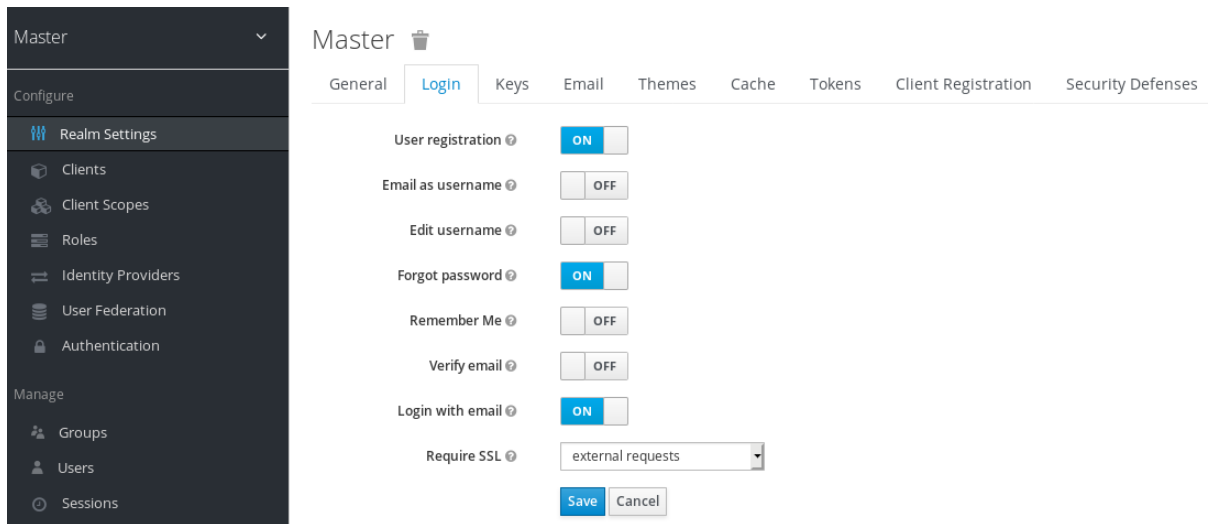 Master
Configure
Realm Settings
Clients
Client Scopes
Roles
Identity Providers
User Federation
Authentication
Manage
Groups
Users
Sessions
Master
General Login Keys Email Themes Cache Tokens Client Registration Security Defenses
User registration ON
Email as username OFF
Edit username OFF
Forgot password ON
Remember Me OFF
Verify email OFF
Login with email ON
Require SSL external requests
Save Cancel